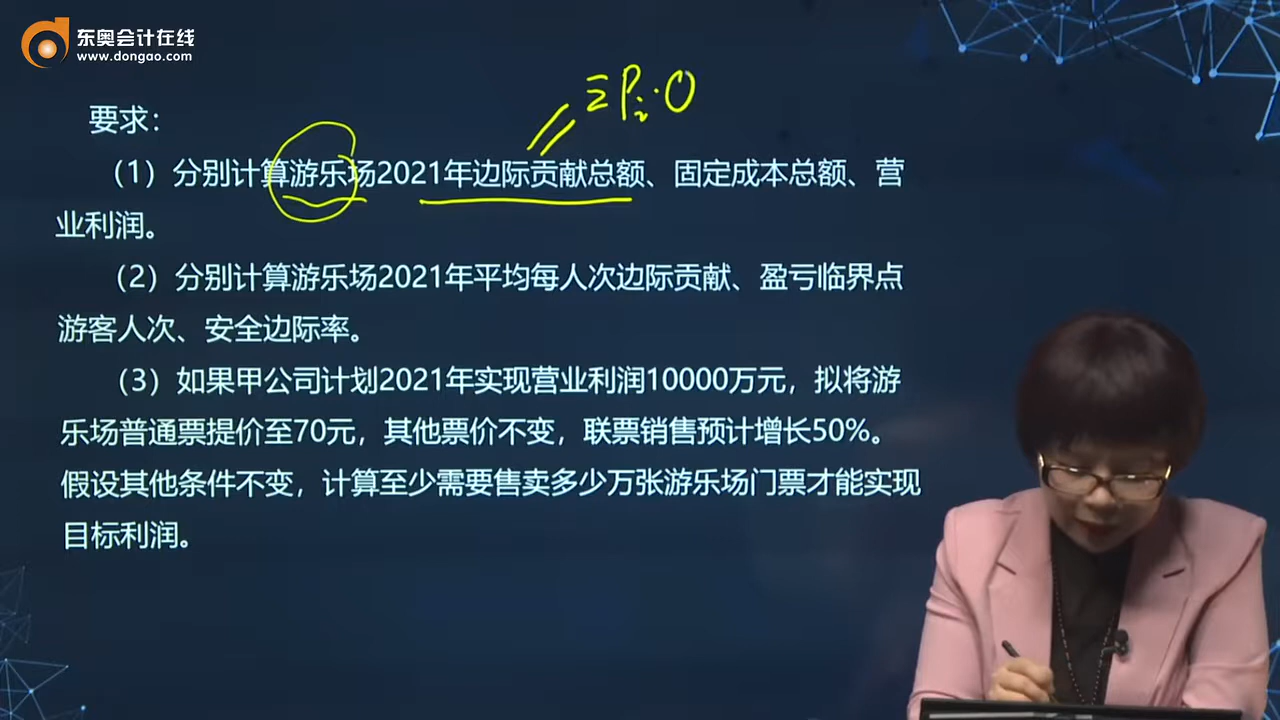 东奥会计在线
www.dongao.com
ΣPi·Q
要求：
（1）分别计算游乐场2021年边际贡献总额、固定成本总额、营
业利润。
（2）分别计算游乐场2021年平均每人次边际贡献、盈亏临界点
游客人次、安全边际率。
（3）如果甲公司计划2021年实现营业利润10000万元，拟将游
乐场普通票提价至70元，其他票价不变，联票销售预计增长50%。
假设其他条件不变，计算至少需要售卖多少万张游乐场门票才能实现
目标利润。